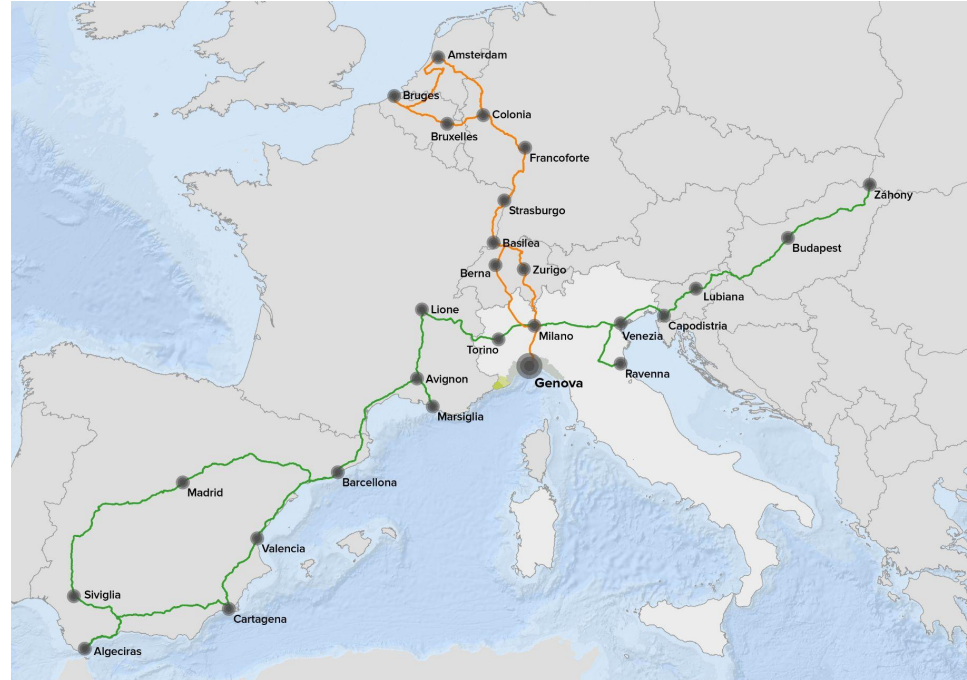 Amsterdam
Bruges
Colonia
Bruxelles
Francoforte
Záhony
Strasburgo
Basilea
Budapest
Berna
Zurigo
Lubiana
Lione
Capodistria
Milano
Venezia
Torino
Ravenna
Avignon
Genova
Marsiglia
Barcellona
Madrid
Valencia
Siviglia
Cartagena
Algeciras